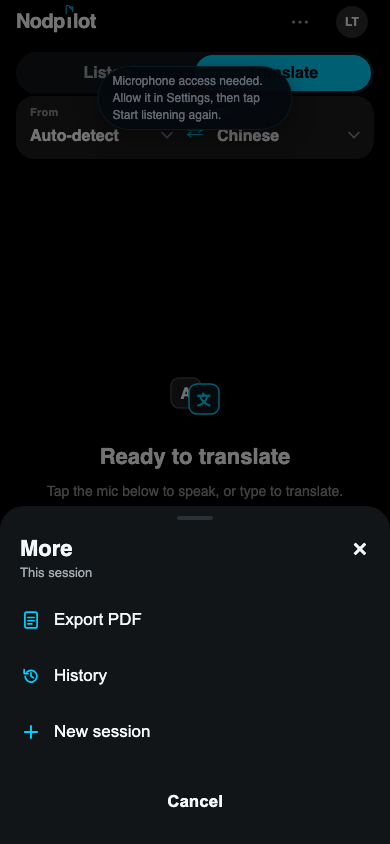 Nodpilot
LT
Microphone access needed.
Allow it in Settings, then tap
Start listening again.
From
Auto-detect
Chinese
A
文
Ready to translate
Tap the mic below to speak, or type to translate.
More
This session
Export PDF
History
New session
Cancel